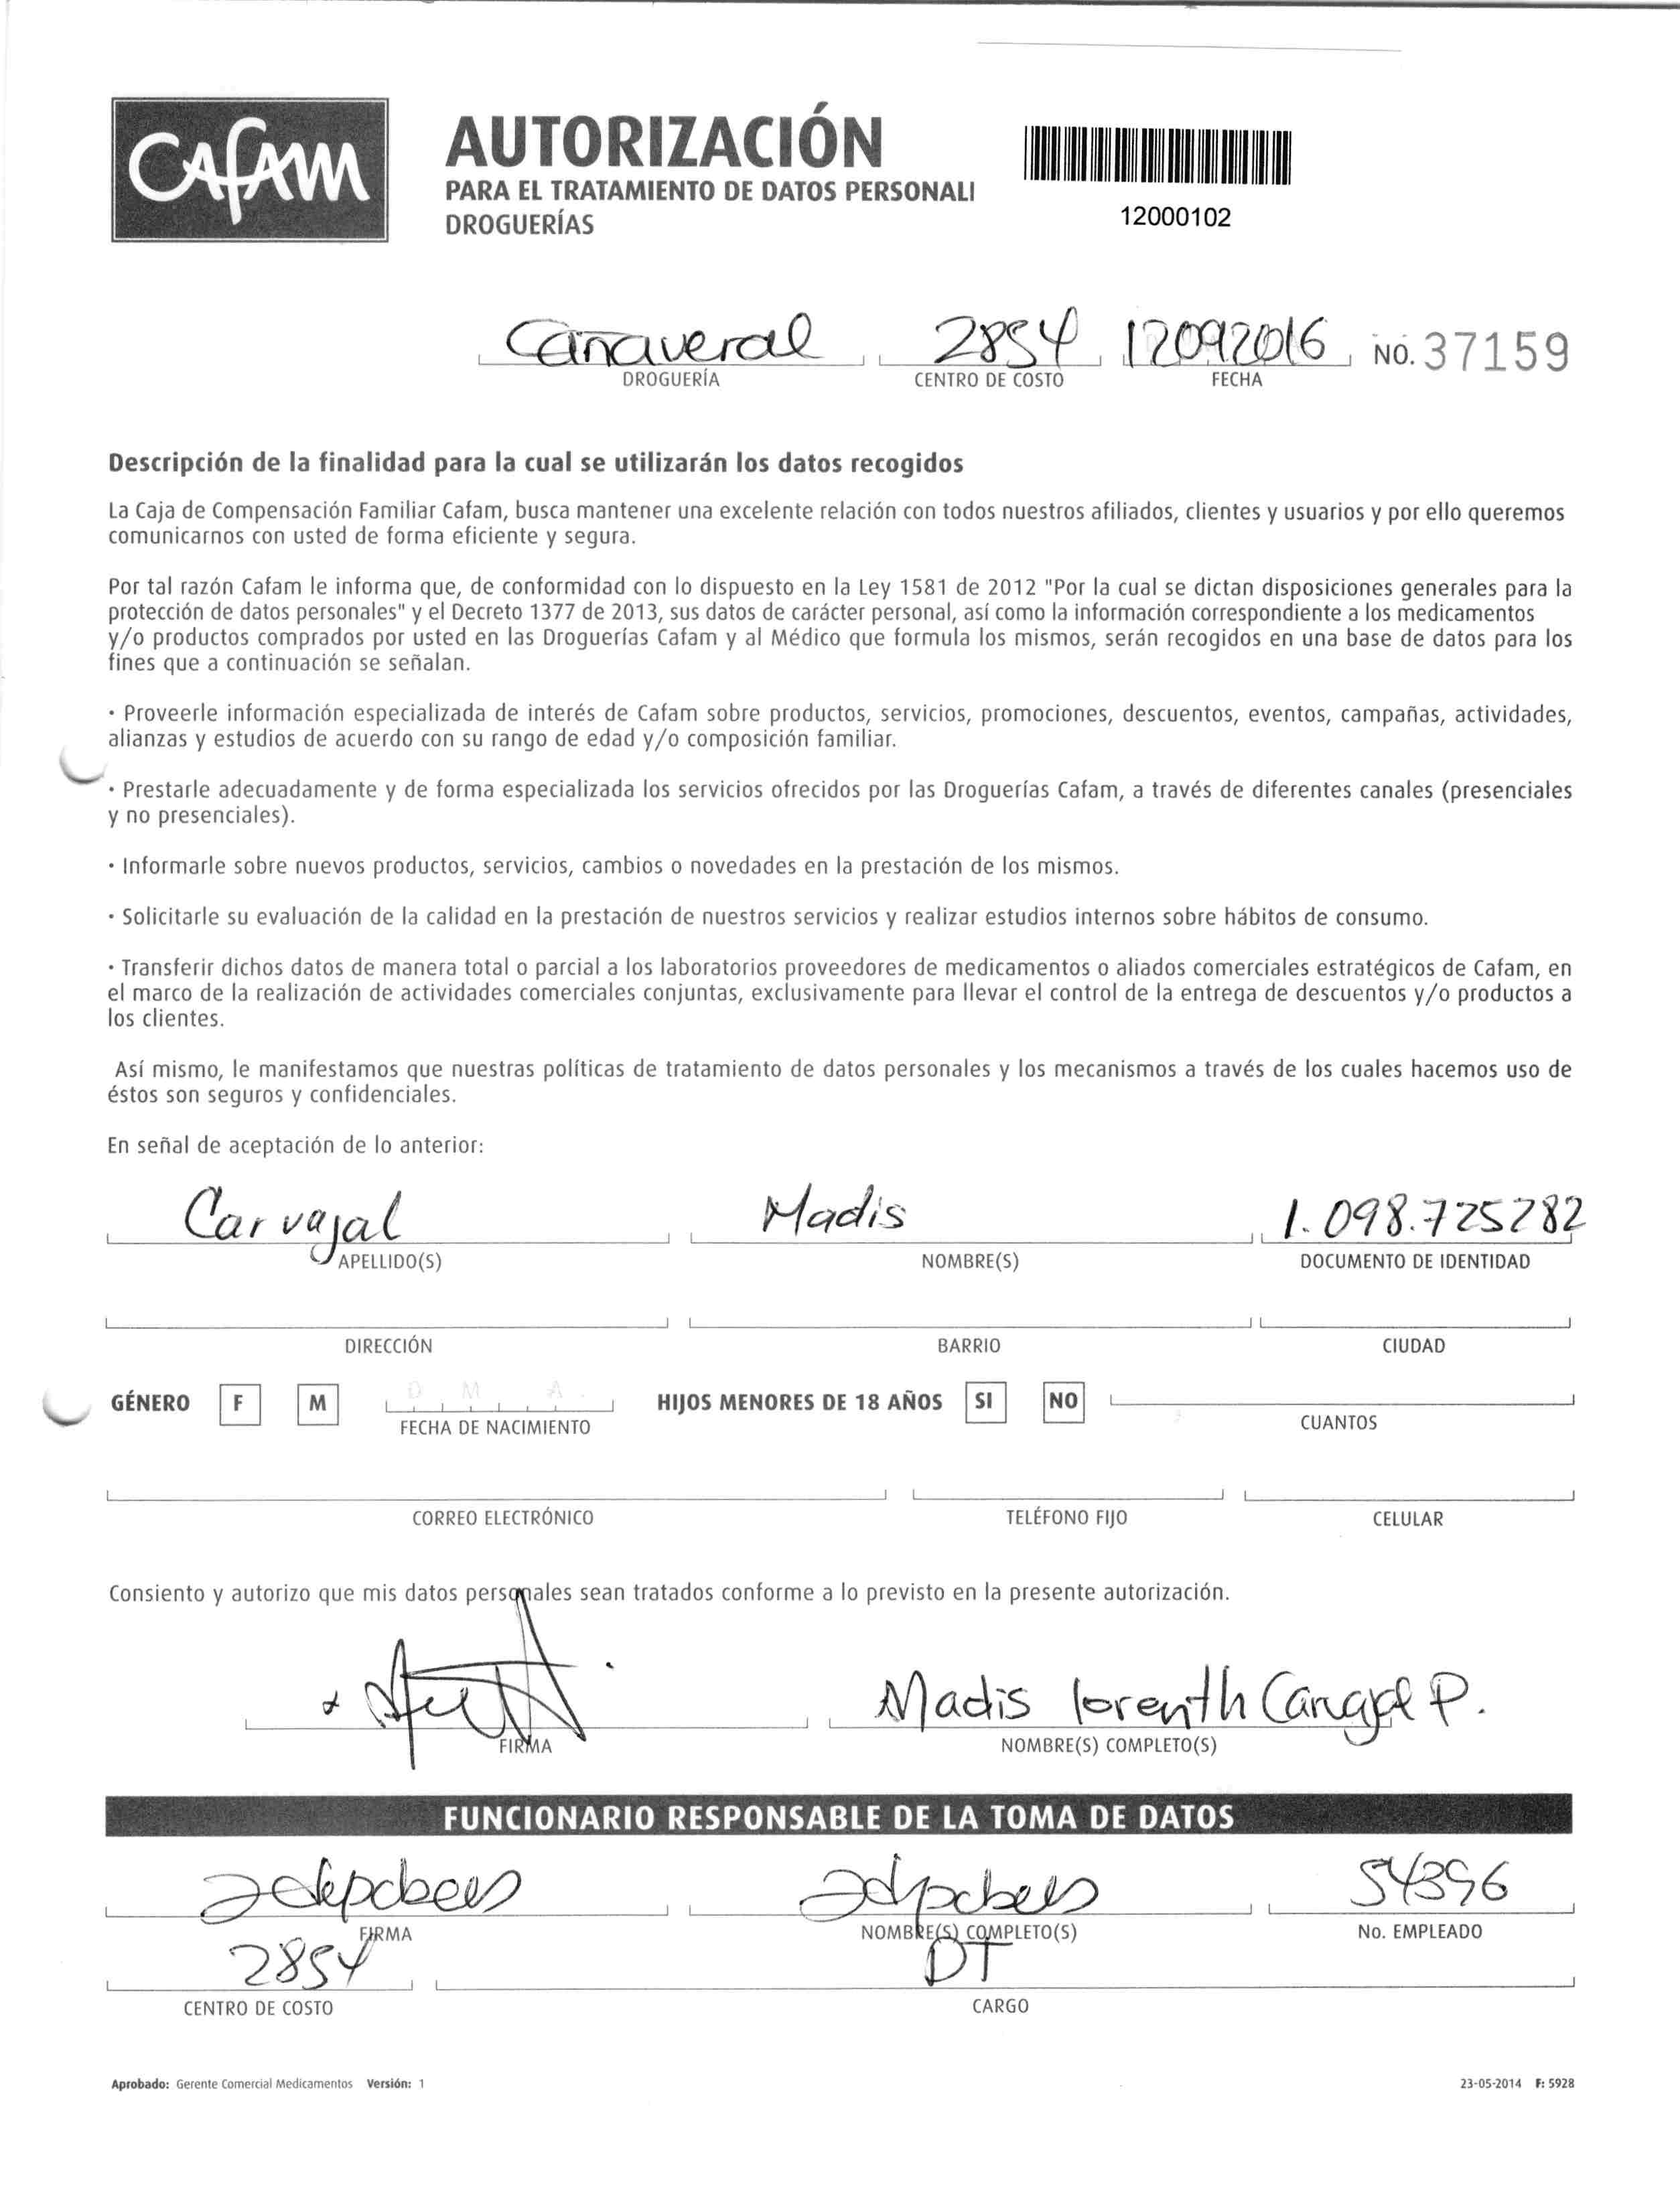 CAfAM
AUTORIZACIÓN
PARA EL TRATAMIENTO DE DATOS PERSONALI
DROGUERÍAS
12000102
Cañaveral 2854 12092016 NO. 37159
DROGUERÍA CENTRO DE COSTO FECHA
Descripción de la finalidad para la cual se utilizarán los datos recogidos
La Caja de Compensación Familiar Cafam, busca mantener una excelente relación con todos nuestros afiliados, clientes y usuarios y por ello queremos
comunicarnos con usted de forma eficiente y segura.
Por tal razón Cafam le informa que, de conformidad con lo dispuesto en la Ley 1581 de 2012 "Por la cual se dictan disposiciones generales para la
protección de datos personales" y el Decreto 1377 de 2013, sus datos de carácter personal, así como la información correspondiente a los medicamentos
y/o productos comprados por usted en las Droguerías Cafam y al Médico que formula los mismos, serán recogidos en una base de datos para los
fines que a continuación se señalan.
· Proveerle información especializada de interés de Cafam sobre productos, servicios, promociones, descuentos, eventos, campañas, actividades,
alianzas y estudios de acuerdo con su rango de edad y/o composición familiar.
· Prestarle adecuadamente y de forma especializada los servicios ofrecidos por las Droguerías Cafam, a través de diferentes canales (presenciales
y no presenciales).
· Informarle sobre nuevos productos, servicios, cambios o novedades en la prestación de los mismos.
· Solicitarle su evaluación de la calidad en la prestación de nuestros servicios y realizar estudios internos sobre hábitos de consumo.
· Transferir dichos datos de manera total o parcial a los laboratorios proveedores de medicamentos o aliados comerciales estratégicos de Cafam, en
el marco de la realización de actividades comerciales conjuntas, exclusivamente para llevar el control de la entrega de descuentos y/o productos a
los clientes.
Así mismo, le manifestamos que nuestras políticas de tratamiento de datos personales y los mecanismos a través de los cuales hacemos uso de
éstos son seguros y confidenciales.
En señal de aceptación de lo anterior:
Carvajal Madis 1.098.725282
APELLIDO(S) NOMBRE(S) DOCUMENTO DE IDENTIDAD
DIRECCIÓN BARRIO CIUDAD
GÉNERO F M D M A HIJOS MENORES DE 18 AÑOS SI NO
FECHA DE NACIMIENTO CUANTOS
CORREO ELECTRÓNICO TELÉFONO FIJO CELULAR
Consiento y autorizo que mis datos personales sean tratados conforme a lo previsto en la presente autorización.
Madis lorenth P.
FIRMA NOMBRE(S) COMPLETO(S)
FUNCIONARIO RESPONSABLE DE LA TOMA DE DATOS
54396
FIRMA NOMBRE(S) COMPLETO(S) No. EMPLEADO
2854 DT
CENTRO DE COSTO CARGO
Aprobado: Gerente Comercial Medicamentos Versión: 1 23-05-2014 F: 5928